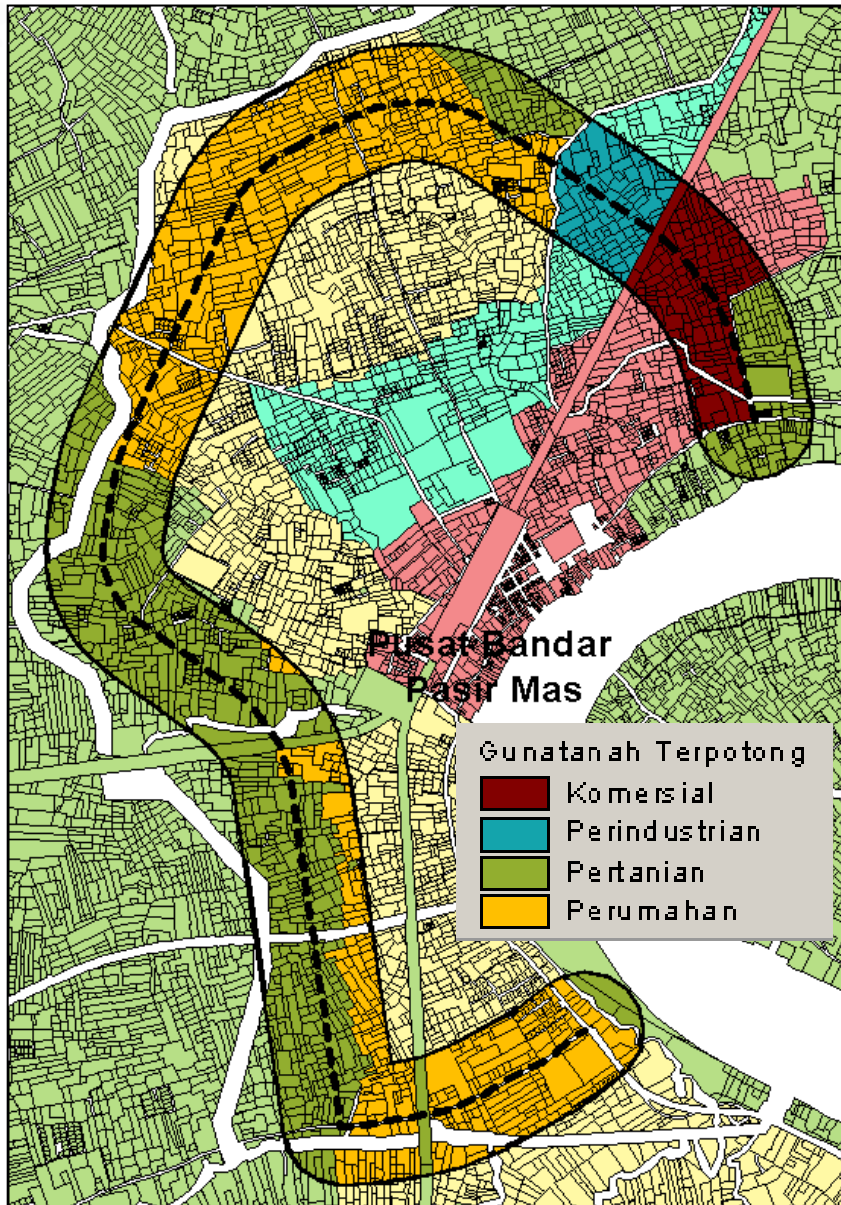 Pusat Bandar
Pasir Mas
Gunatanah Terpotong
Komersial
Perindustrian
Pertanian
Perumahan